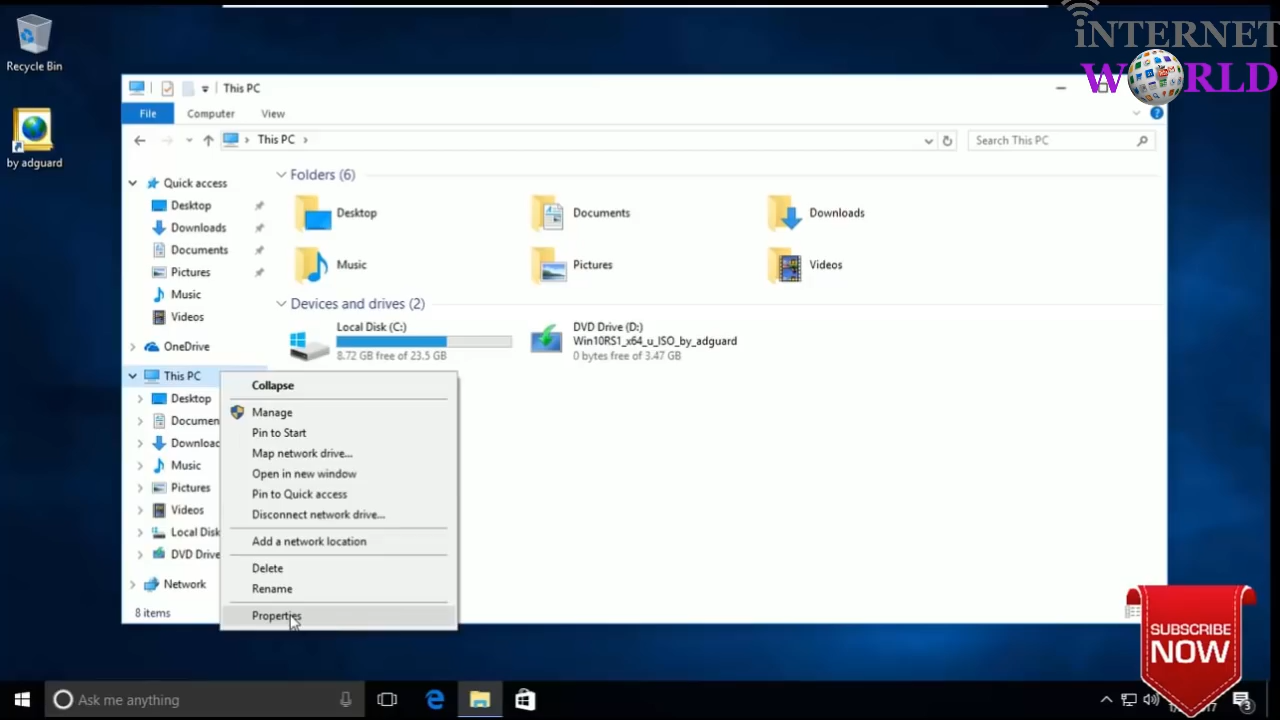 Recycle Bin
by adguard
iNTERNET
WORLD
This PC
File
Computer
View
This PC
Search This PC
Quick access
Desktop
Downloads
Documents
Pictures
Music
Videos
OneDrive
This PC
Desktop
Documen
Downloac
Music
Pictures
Videos
Local Disk
DVD Drive
Network
8 items
Folders (6)
Desktop
Documents
Downloads
Music
Pictures
Videos
Devices and drives (2)
Local Disk (C:)
8.72 GB free of 23.5 GB
DVD Drive (D:)
Win10RS1_x64_u_ISO_by_adguard
0 bytes free of 3.47 GB
Collapse
Manage
Pin to Start
Map network drive...
Open in new window
Pin to Quick access
Disconnect network drive...
Add a network location
Delete
Rename
Properties
SUBSCRIBE
NOW
Ask me anything
3